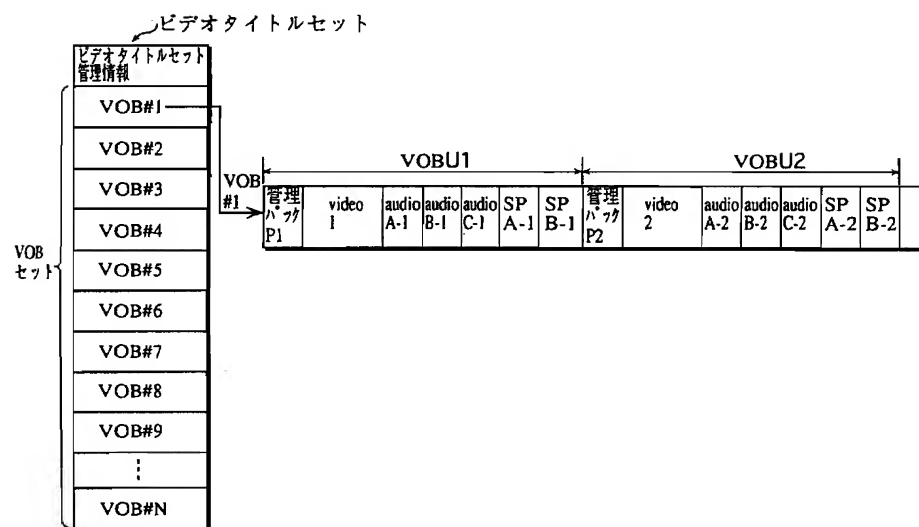 ビデオタイトルセット
ビデオタイトルセット
管理情報
VOB#1
VOB#2
VOB#3
VOB#4
VOB#5
VOB#6
VOB#7
VOB#8
VOB#9
VOB#N
VOB
セット
VOB
#1
VOBU1
VOBU2
管理
パック
P1
video
1
audio
A-1
audio
B-1
audio
C-1
SP
A-1
SP
B-1
管理
パック
P2
video
2
audio
A-2
audio
B-2
audio
C-2
SP
A-2
SP
B-2